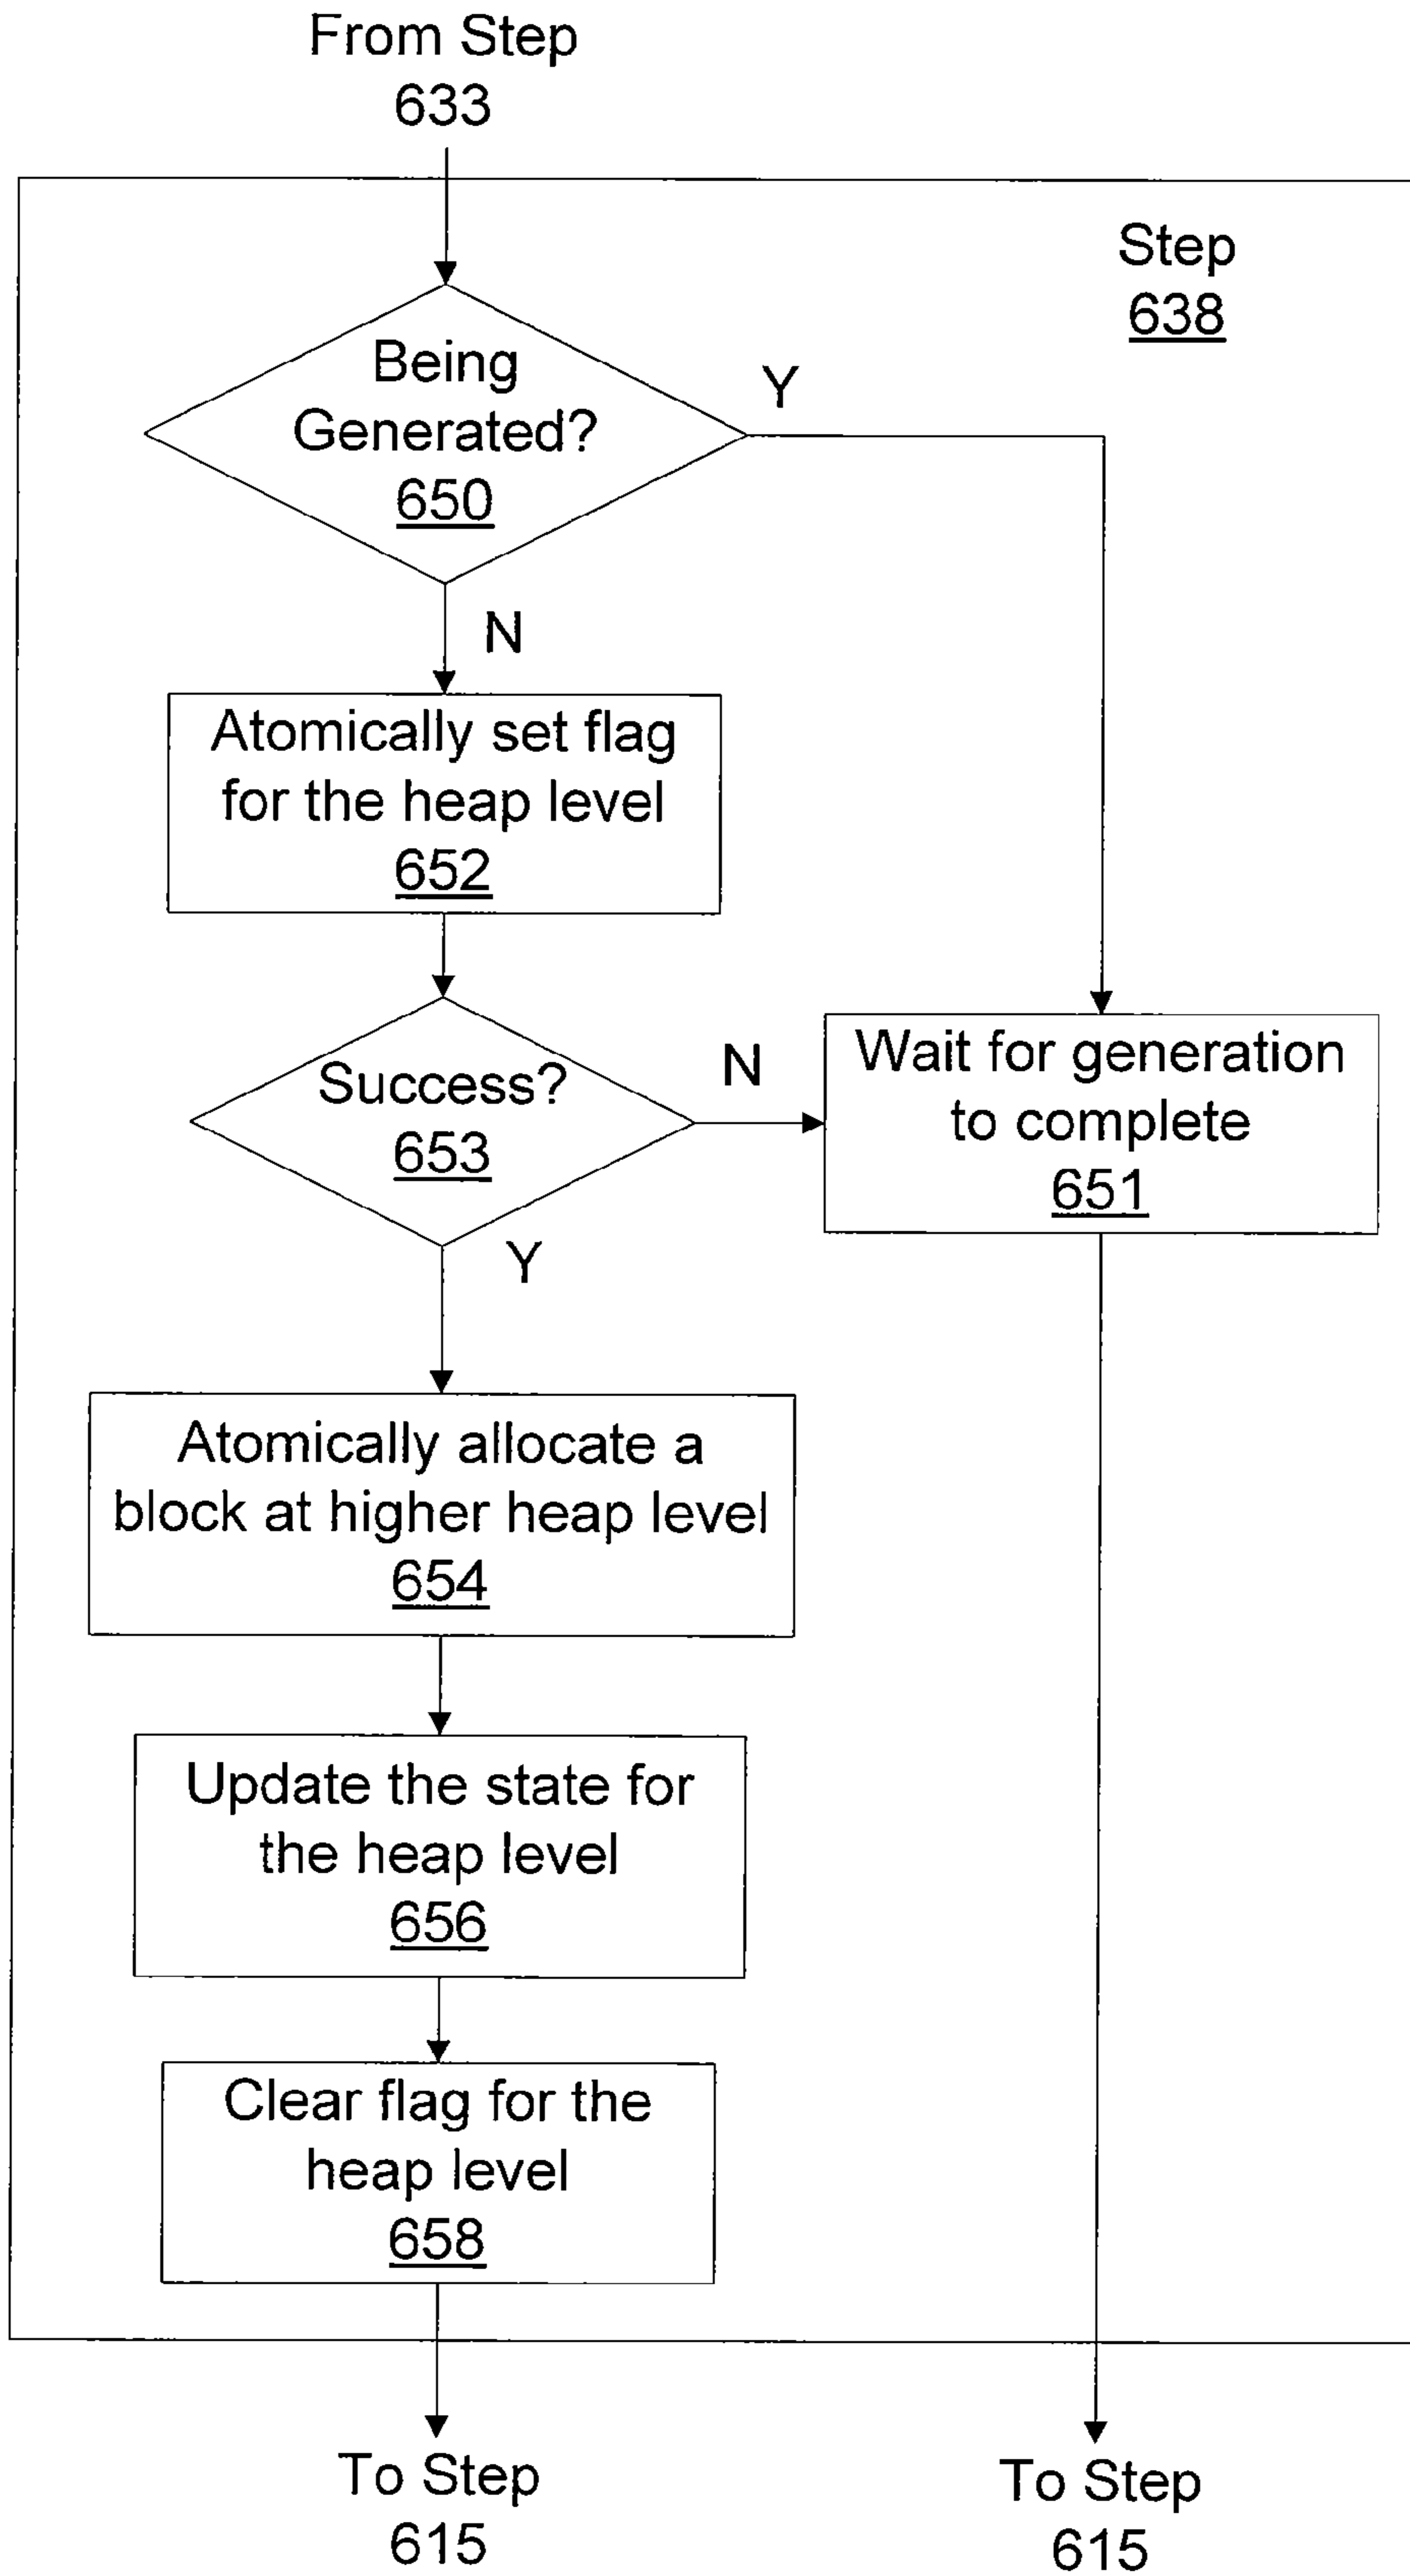 From Step
633
Step
638
Being
Generated?
650
Y
N
Atomically set flag
for the heap level
652
Success?
653
N
Wait for generation
to complete
651
Y
Atomically allocate a
block at higher heap level
654
Update the state for
the heap level
656
Clear flag for the
heap level
658
To Step
615
To Step
615